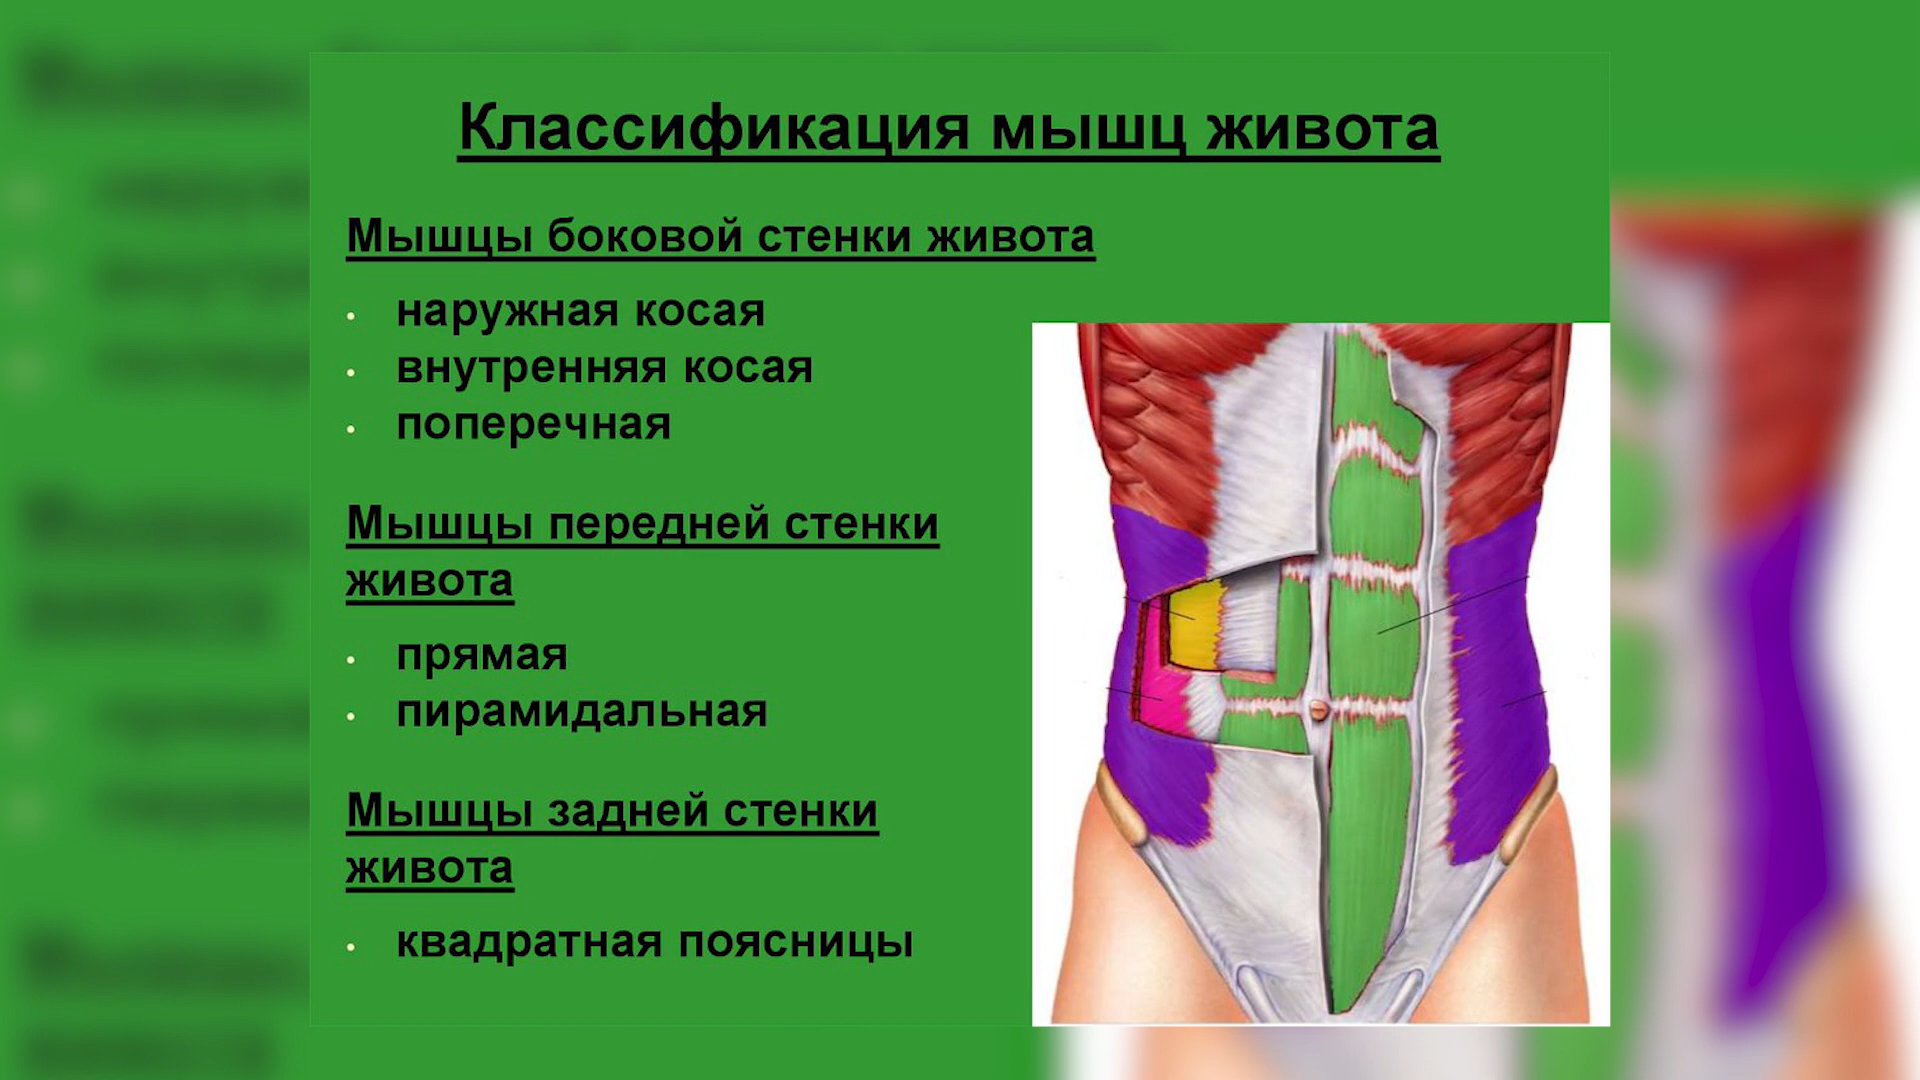 Классификация мышц живота
Мышцы боковой стенки живота
• наружная косая
• внутренняя косая
• поперечная
Мышцы передней стенки
живота
• прямая
• пирамидальная
Мышцы задней стенки
живота
• квадратная поясницы